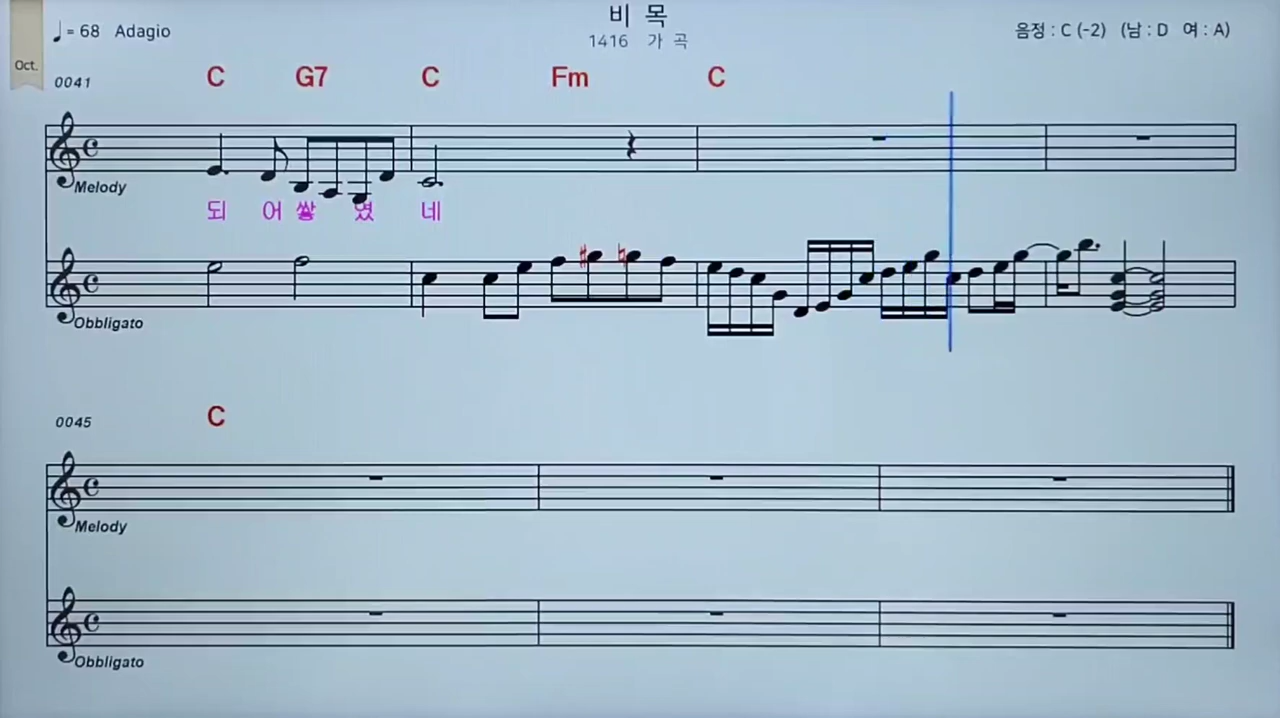 비 목
♩= 68 Adagio
1416 가 곡
음정 : C (-2) (남 : D 여 : A)
Oct.
0041
C G7 C Fm C
Melody
되 어 쌓 였 네
Obbligato
0045
C
Melody
Obbligato